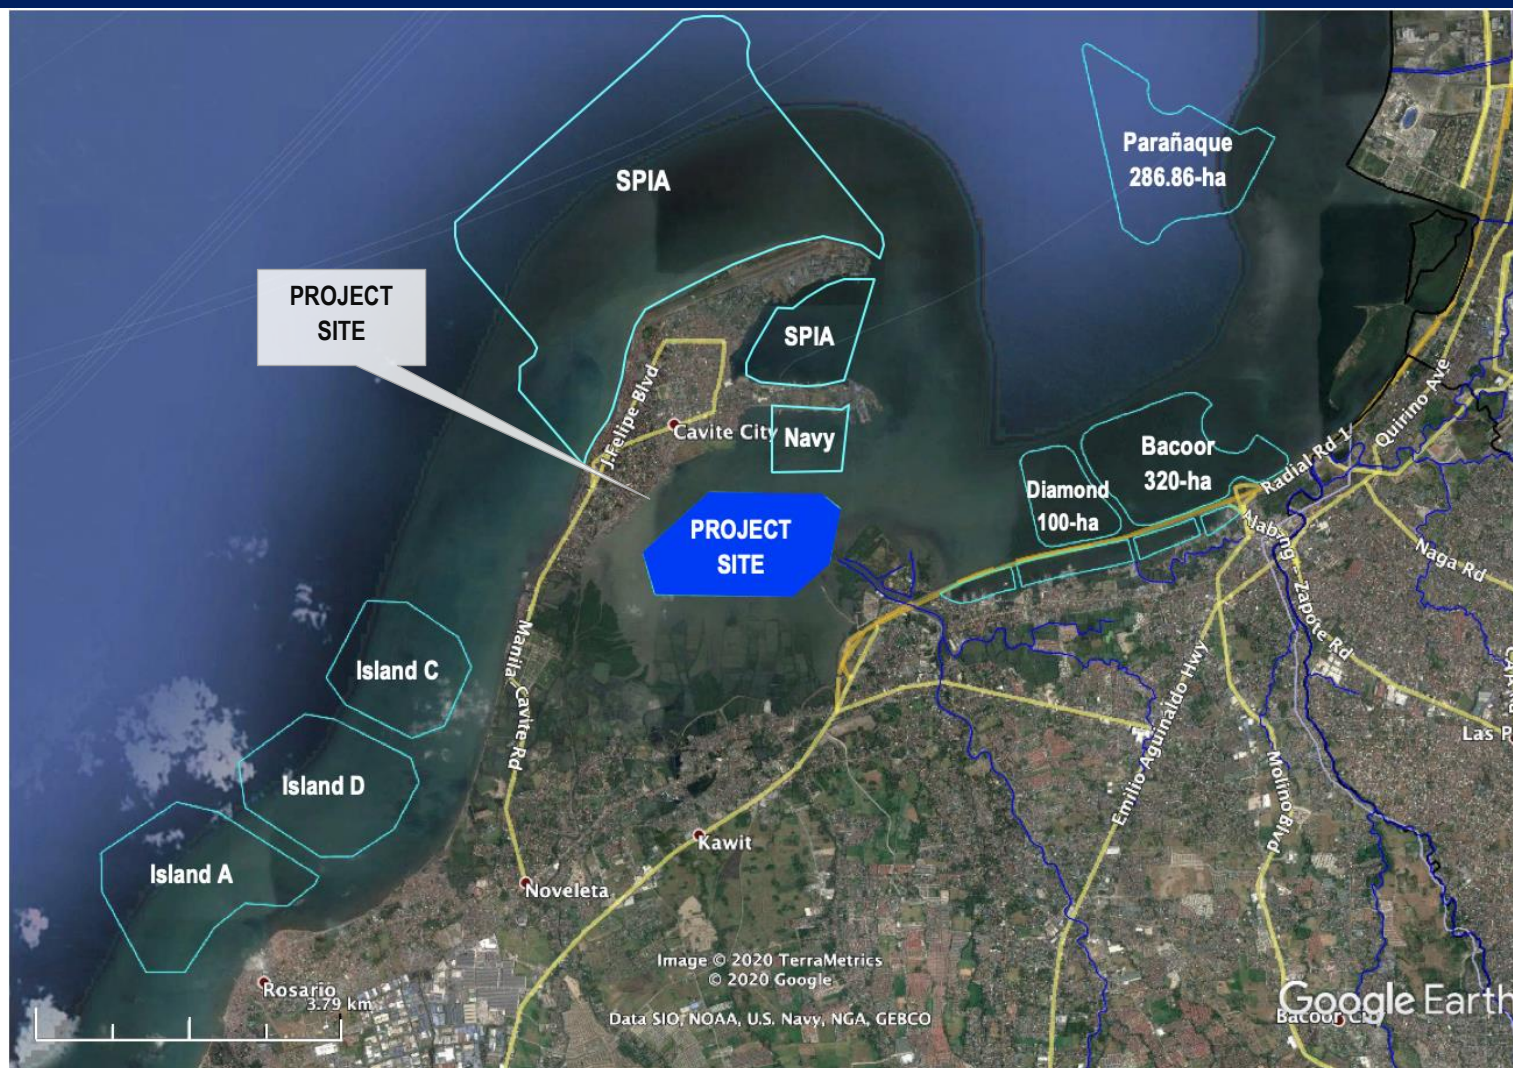 SPIA
Parañaque
286.86-ha
PROJECT
SITE
SPIA
J.Felipe Blvd
Cavite City
Navy
Bacoor
320-ha
Diamond
100-ha
Radial Rd 1
Quirino Ave
PROJECT
SITE
Alabang - Zapote Rd
Naga Rd
Manila Cavite Rd
Island C
Emilio Aguinaldo Hwy
Molino Blvd
Las P
Island D
Island A
Kawit
Noveleta
Rosario
3.79 km
Image © 2020 TerraMetrics
© 2020 Google
Data SIO, NOAA, U.S. Navy, NGA, GEBCO
Google Earth